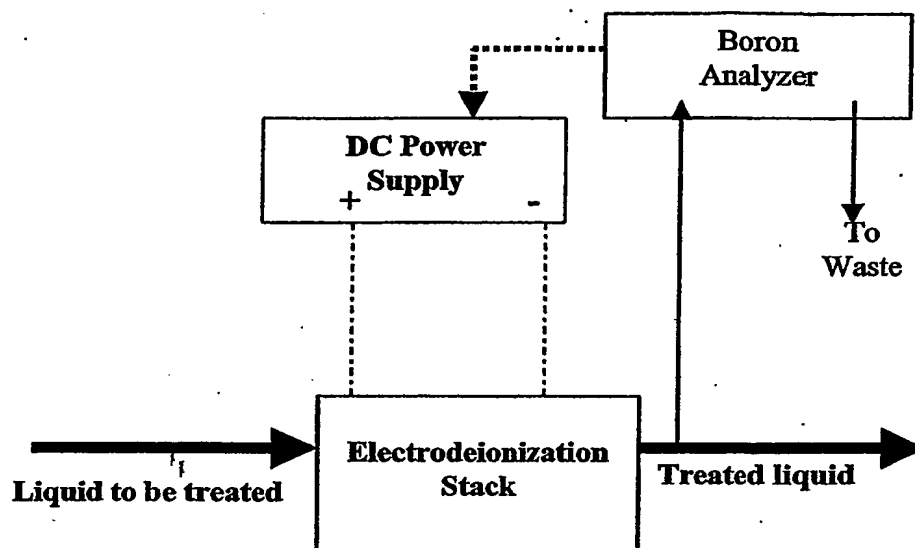 Boron
Analyzer
DC Power
Supply
+ -
To
Waste
Electrodeionization
Stack
Liquid to be treated
Treated liquid